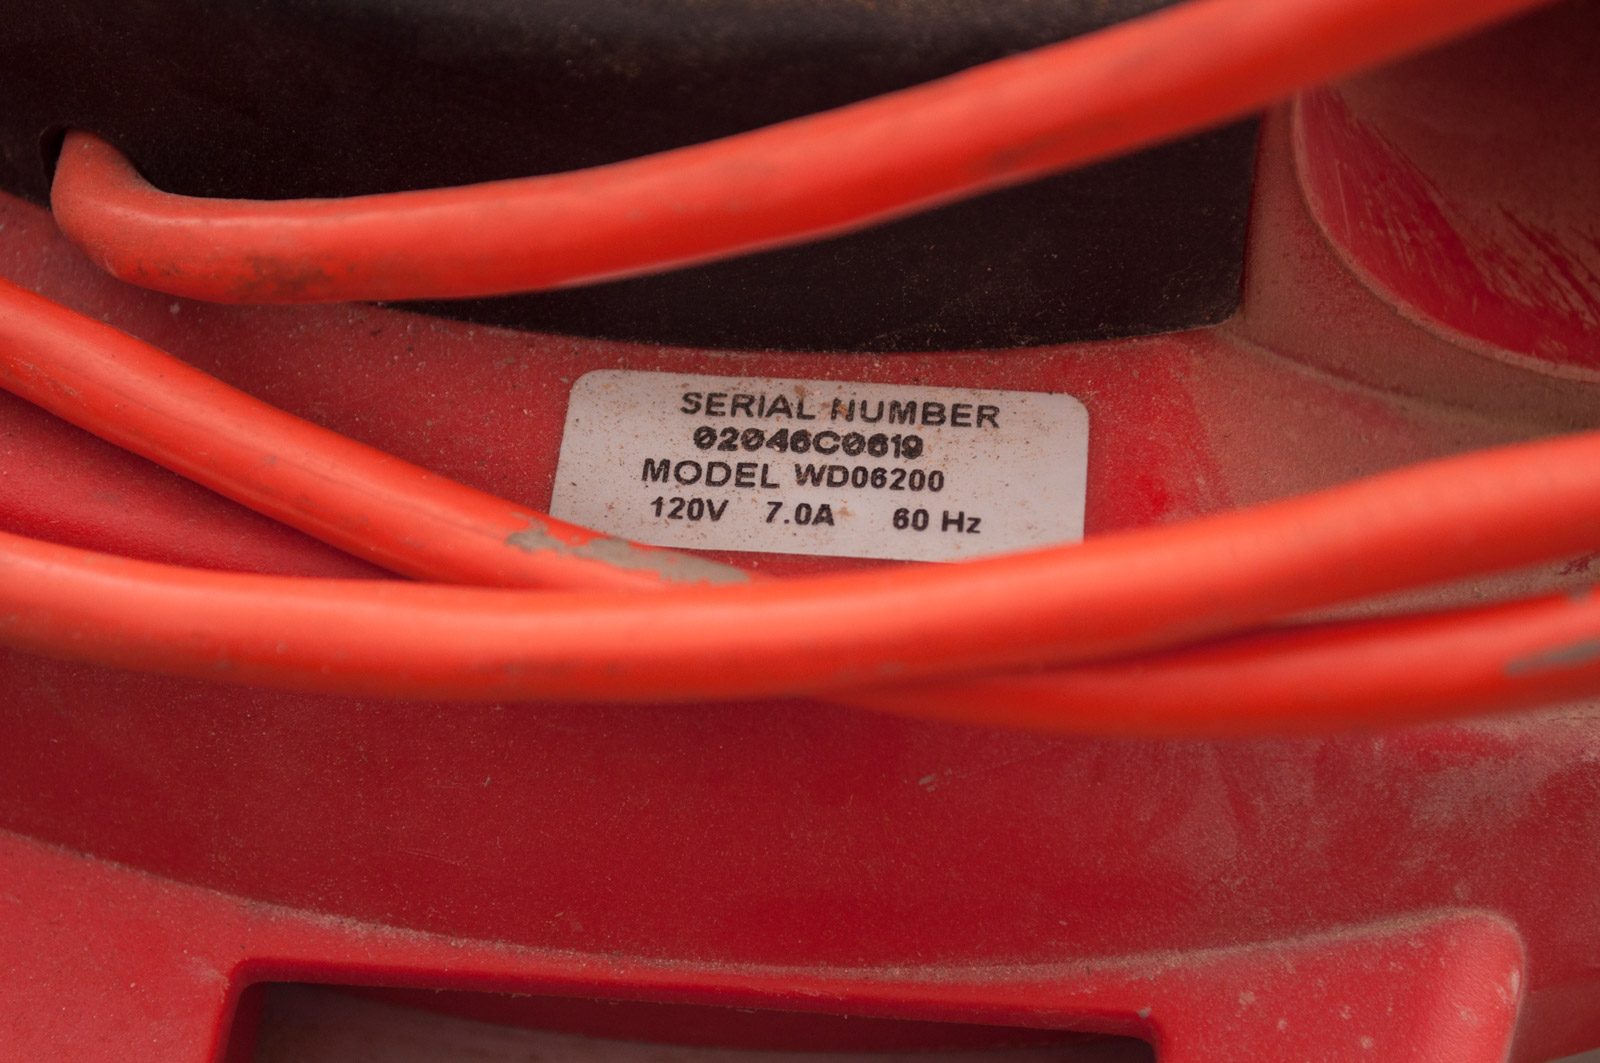 SERIAL NUMBER
02046C0619
MODEL WD06200
120V 7.0A 60 Hz